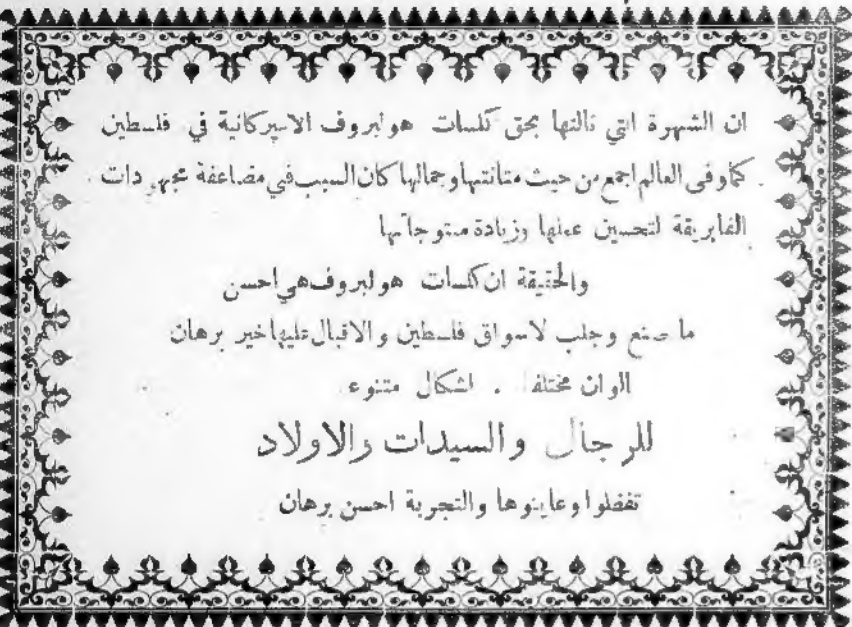 ان الشهرة التي نالتها بحق كلسات هولبروف الاميركانية في فلسطين
كما وفى العالم اجمع من حيث متانتها وجمالها كان السبب في مضاعفة مجهودات
الفابريقة لتحسين عملها وزيادة منتوجاتها
والحقيقة ان كلسات هولبروف هي احسن
ما صنع وجلب لاسواق فلسطين والاقبال عليها خير برهان
الوان مختلفة . اشكال متنوعة
للرجال والسيدات والاولاد
تفضلوا وعاينوها والتجربة احسن برهان